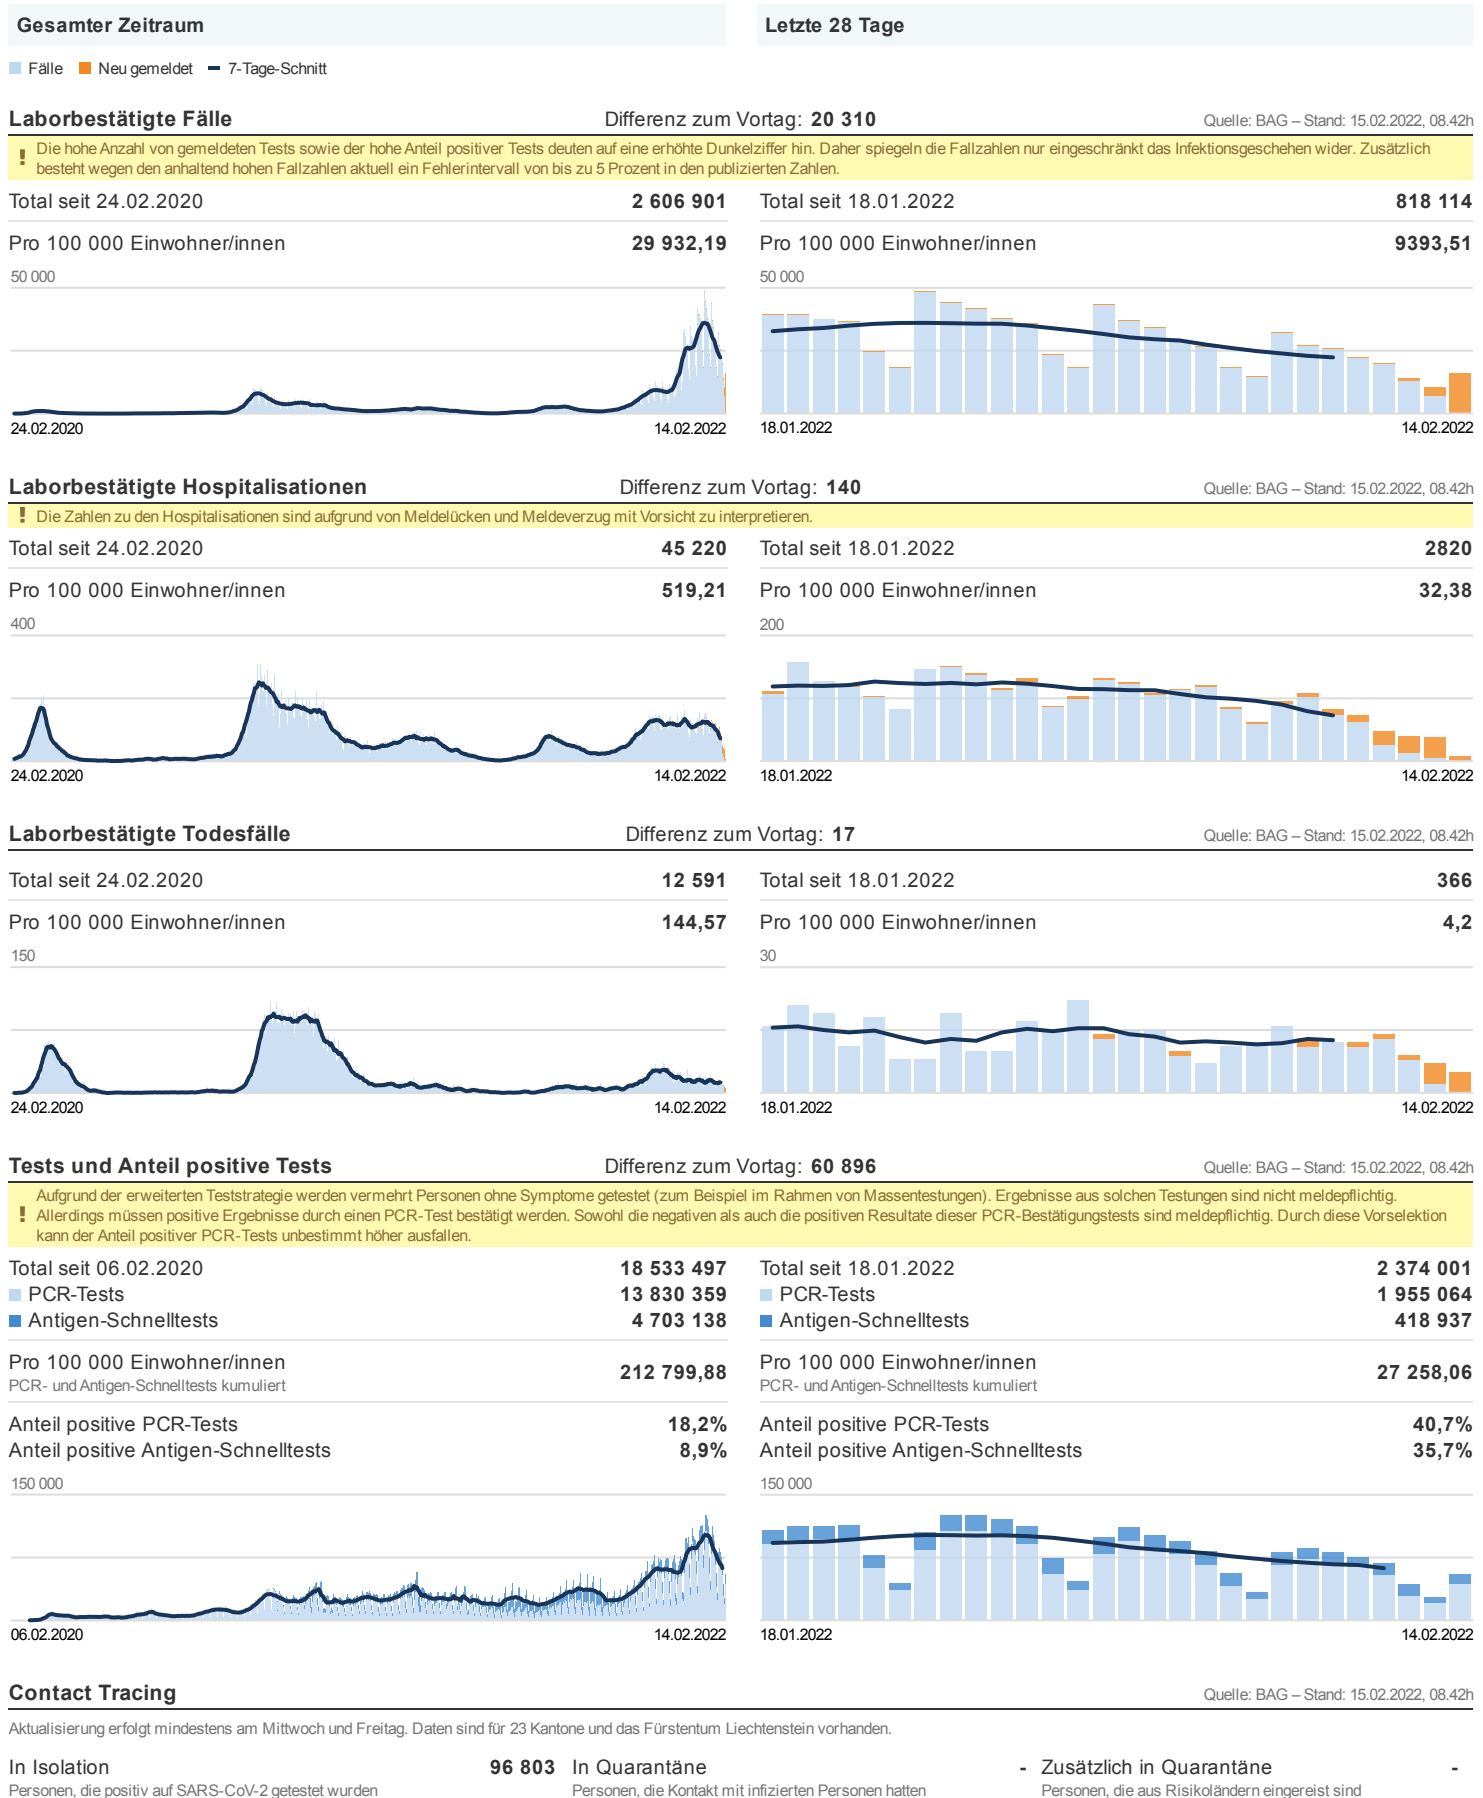 Gesamter Zeitraum
Letzte 28 Tage
Fälle Neu gemeldet 7-Tage-Schnitt
Laborbestätigte Fälle Differenz zum Vortag: 20 310 Quelle: BAG – Stand: 15.02.2022, 08.42h
! Die hohe Anzahl von gemeldeten Tests sowie der hohe Anteil positiver Tests deuten auf eine erhöhte Dunkelziffer hin. Daher spiegeln die Fallzahlen nur eingeschränkt das Infektionsgeschehen wider. Zusätzlich
besteht wegen den anhaltend hohen Fallzahlen aktuell ein Fehlerintervall von bis zu 5 Prozent in den publizierten Zahlen.
Total seit 24.02.2020 2 606 901
Pro 100 000 Einwohner/innen 29 932,19
50 000
24.02.2020 14.02.2022
Total seit 18.01.2022 818 114
Pro 100 000 Einwohner/innen 9393,51
50 000
18.01.2022 14.02.2022
Laborbestätigte Hospitalisationen Differenz zum Vortag: 140 Quelle: BAG – Stand: 15.02.2022, 08.42h
! Die Zahlen zu den Hospitalisationen sind aufgrund von Meldelücken und Meldeverzug mit Vorsicht zu interpretieren.
Total seit 24.02.2020 45 220
Pro 100 000 Einwohner/innen 519,21
400
24.02.2020 14.02.2022
Total seit 18.01.2022 2820
Pro 100 000 Einwohner/innen 32,38
200
18.01.2022 14.02.2022
Laborbestätigte Todesfälle Differenz zum Vortag: 17 Quelle: BAG – Stand: 15.02.2022, 08.42h
Total seit 24.02.2020 12 591
Pro 100 000 Einwohner/innen 144,57
150
24.02.2020 14.02.2022
Total seit 18.01.2022 366
Pro 100 000 Einwohner/innen 4,2
30
18.01.2022 14.02.2022
Tests und Anteil positive Tests Differenz zum Vortag: 60 896 Quelle: BAG – Stand: 15.02.2022, 08.42h
Aufgrund der erweiterten Teststrategie werden vermehrt Personen ohne Symptome getestet (zum Beispiel im Rahmen von Massentestungen). Ergebnisse aus solchen Testungen sind nicht meldepflichtig.
! Allerdings müssen positive Ergebnisse durch einen PCR-Test bestätigt werden. Sowohl die negativen als auch die positiven Resultate dieser PCR-Bestätigungstests sind meldepflichtig. Durch diese Vorselektion
kann der Anteil positiver PCR-Tests unbestimmt höher ausfallen.
Total seit 06.02.2020 18 533 497
PCR-Tests 13 830 359
Antigen-Schnelltests 4 703 138
Pro 100 000 Einwohner/innen 212 799,88
PCR- und Antigen-Schnelltests kumuliert
Anteil positive PCR-Tests 18,2%
Anteil positive Antigen-Schnelltests 8,9%
150 000
06.02.2020 14.02.2022
Total seit 18.01.2022 2 374 001
PCR-Tests 1 955 064
Antigen-Schnelltests 418 937
Pro 100 000 Einwohner/innen 27 258,06
PCR- und Antigen-Schnelltests kumuliert
Anteil positive PCR-Tests 40,7%
Anteil positive Antigen-Schnelltests 35,7%
150 000
18.01.2022 14.02.2022
Contact Tracing Quelle: BAG – Stand: 15.02.2022, 08.42h
Aktualisierung erfolgt mindestens am Mittwoch und Freitag. Daten sind für 23 Kantone und das Fürstentum Liechtenstein vorhanden.
In Isolation 96 803
Personen, die positiv auf SARS-CoV-2 getestet wurden
In Quarantäne -
Personen, die Kontakt mit infizierten Personen hatten
Zusätzlich in Quarantäne -
Personen, die aus Risikoländern eingereist sind